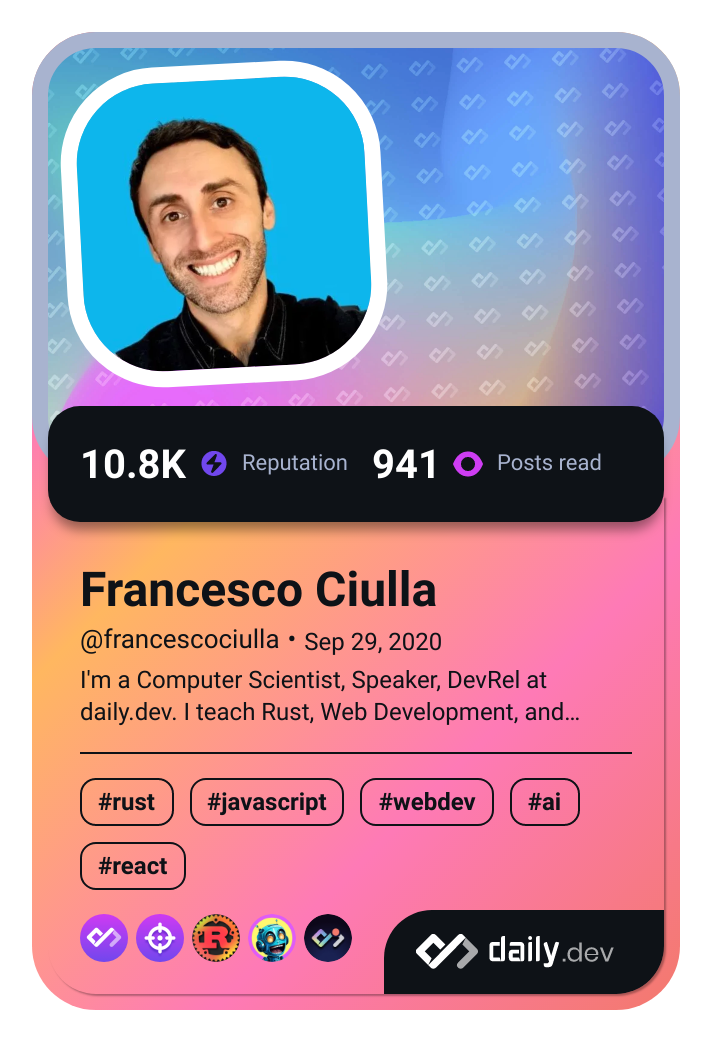 10.8K Reputation 941 Posts read
Francesco Ciulla
@francescociulla • Sep 29, 2020
I'm a Computer Scientist, Speaker, DevRel at
daily.dev. I teach Rust, Web Development, and…
#rust #javascript #webdev #ai
#react
R
daily.dev